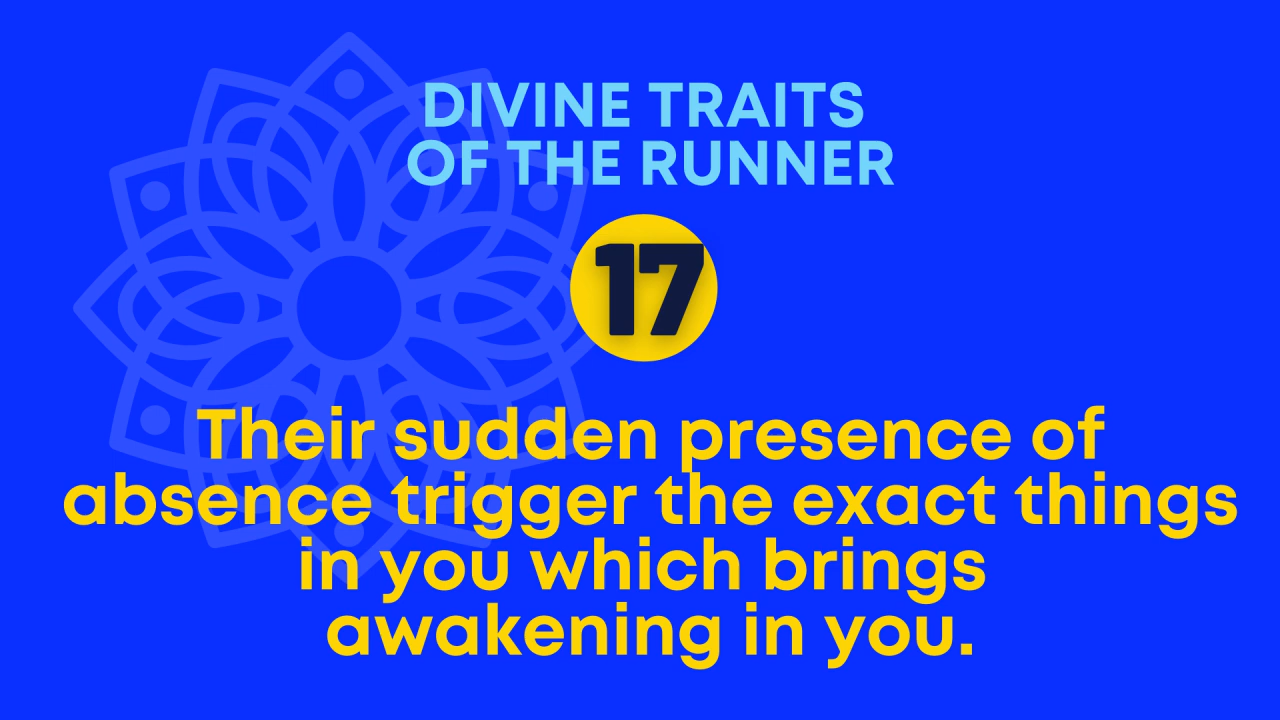 DIVINE TRAITS
OF THE RUNNER
17
Their sudden presence of
absence trigger the exact things
in you which brings
awakening in you.